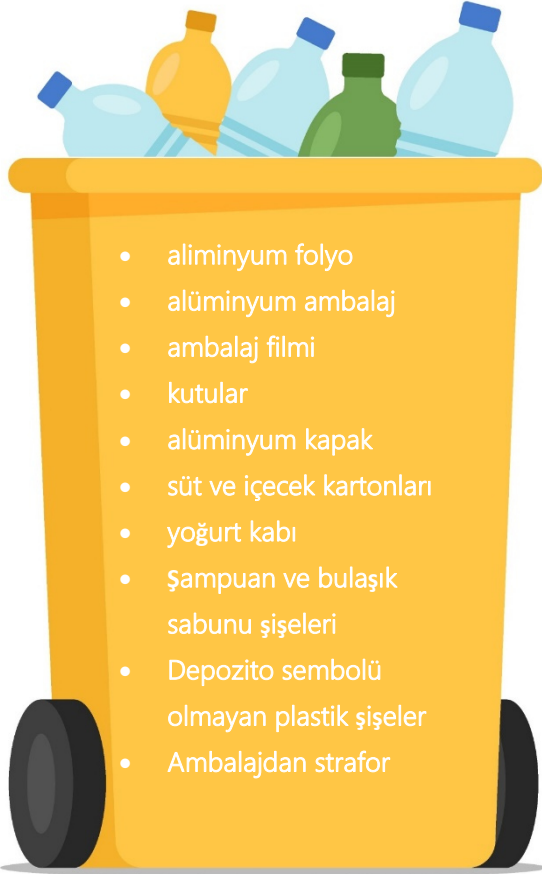 • aliminyum folyo
• alüminyum ambalaj
• ambalaj filmi
• kutular
• alüminyum kapak
• süt ve içecek kartonları
• yoğurt kabı
• Şampuan ve bulaşık
sabunu şişeleri
• Depozito sembolü
olmayan plastik şişeler
• Ambalajdan strafor